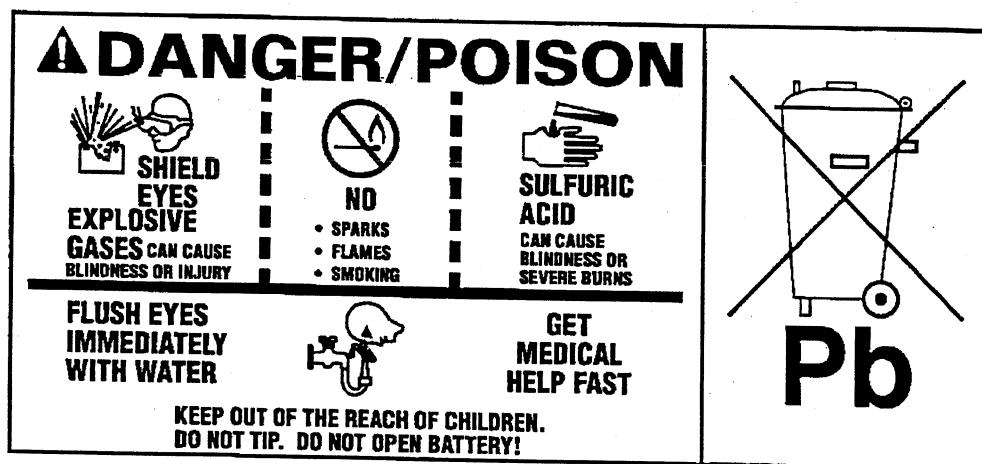 DANGER/POISON
SHIELD
EYES
EXPLOSIVE
GASES CAN CAUSE
BLINDNESS OR INJURY
NO
• SPARKS
• FLAMES
• SMOKING
SULFURIC
ACID
CAN CAUSE
BLINDNESS OR
SEVERE BURNS
FLUSH EYES
IMMEDIATELY
WITH WATER
GET
MEDICAL
HELP FAST
KEEP OUT OF THE REACH OF CHILDREN.
DO NOT TIP. DO NOT OPEN BATTERY!
Pb